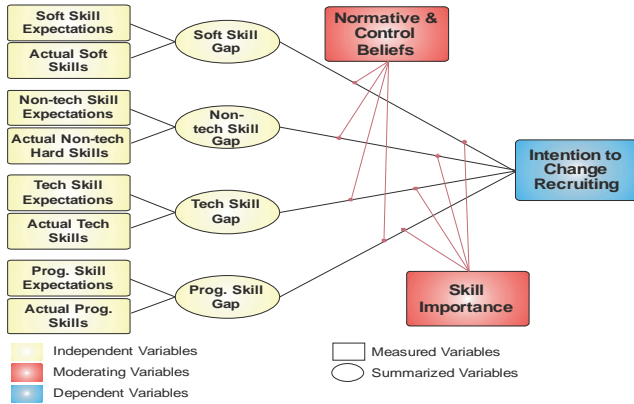 Soft Skill
Expectations
Actual Soft
Skills
Soft Skill
Gap
Normative &
Control
Beliefs
Non-tech Skill
Expectations
Actual Non-tech
Hard Skills
Non-
tech Skill
Gap
Intention to
Change
Recruiting
Tech Skill
Expectations
Actual Tech
Skills
Tech Skill
Gap
Prog. Skill
Expectations
Actual Prog.
Skills
Prog. Skill
Gap
Skill
Importance
Independent Variables
Moderating Variables
Dependent Variables
Measured Variables
Summarized Variables